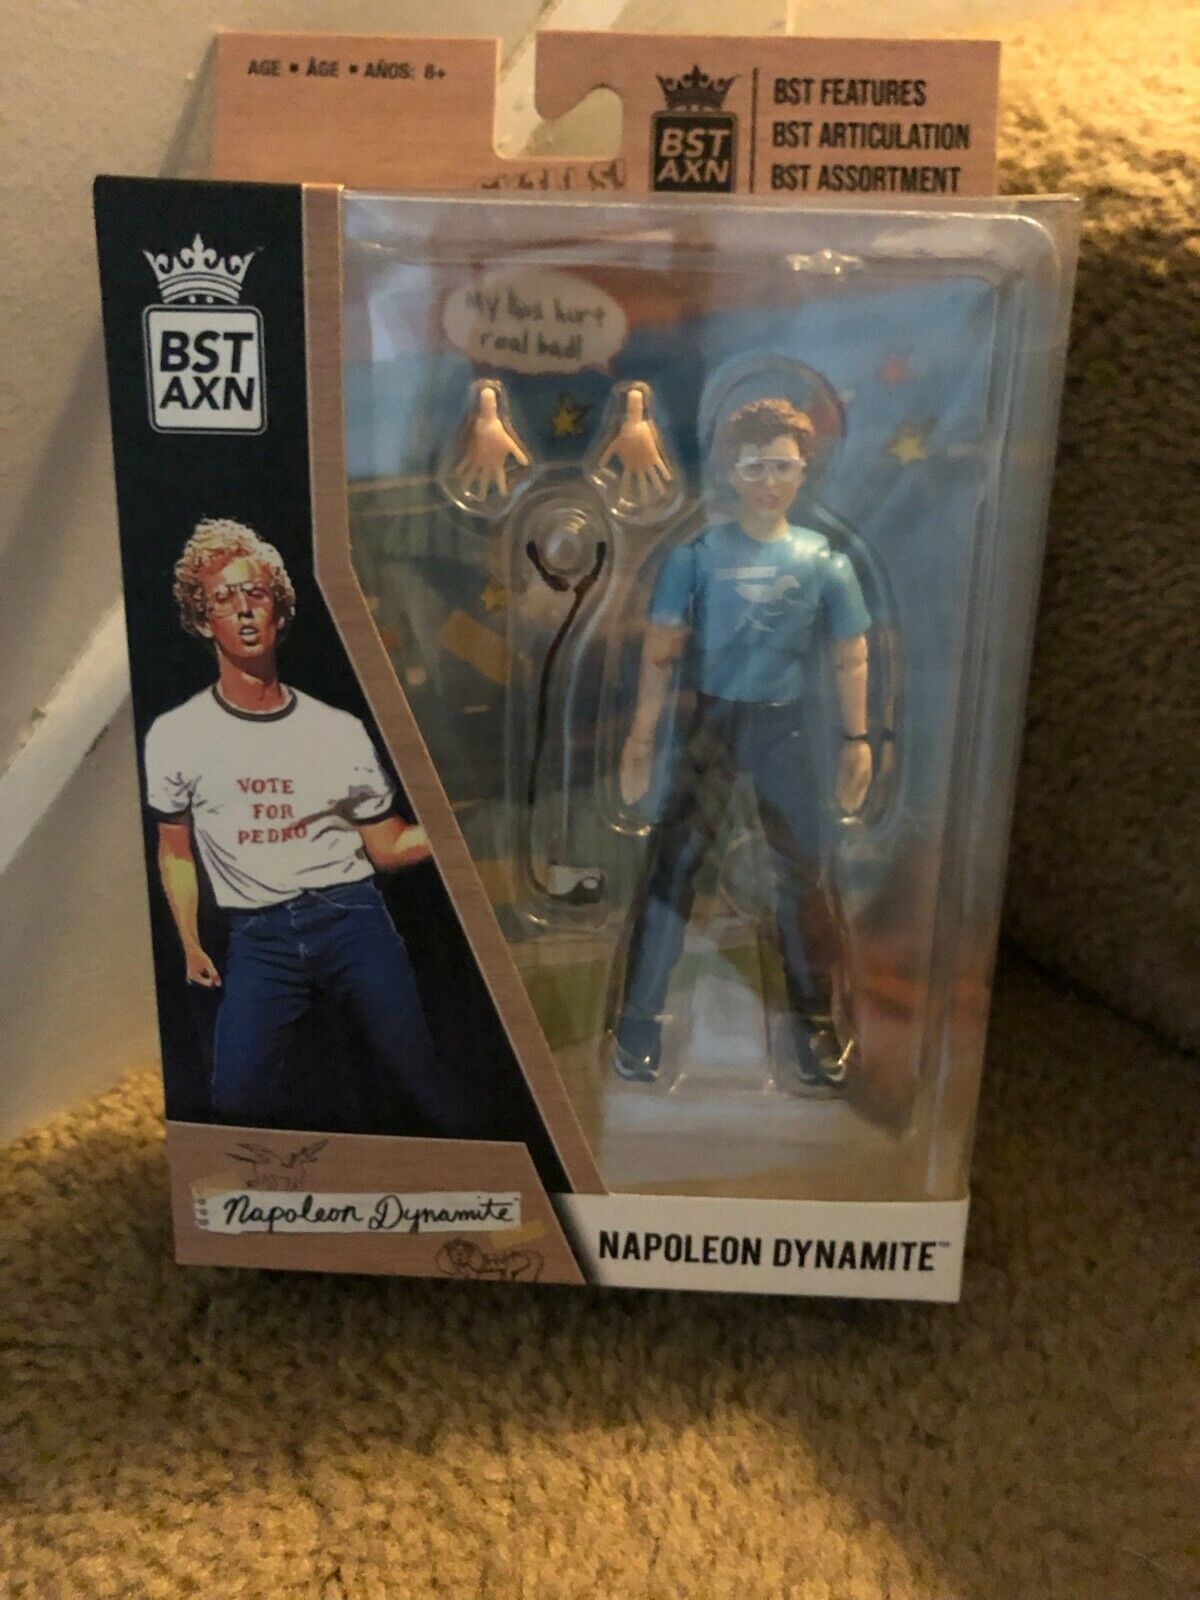 AGE ▪ ÂGE ▪ AÑOS: 8+
BST
AXN
BST FEATURES
BST ARTICULATION
BST ASSORTMENT
BST
AXN
My lips hurt
real bad!
VOTE
FOR
PEDRO
Napoleon Dynamite™
NAPOLEON DYNAMITE™